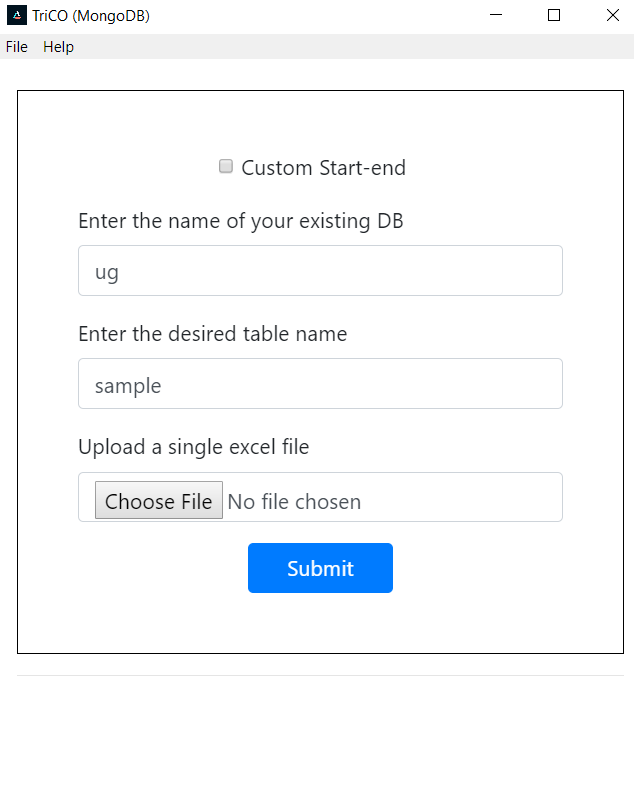 TriCO (MongoDB)
File Help
Custom Start-end
Enter the name of your existing DB
ug
Enter the desired table name
sample
Upload a single excel file
Choose File No file chosen
Submit